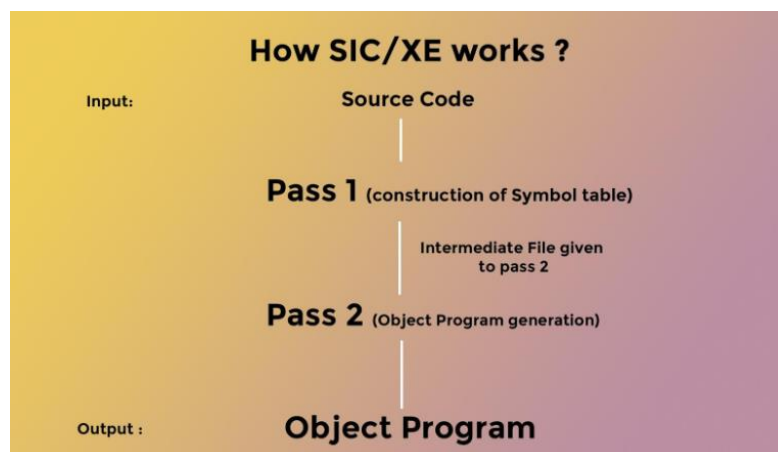 How SIC/XE works ?
Input:
Source Code
Pass 1 (construction of Symbol table)
Intermediate File given
to pass 2
Pass 2 (Object Program generation)
Output :
Object Program